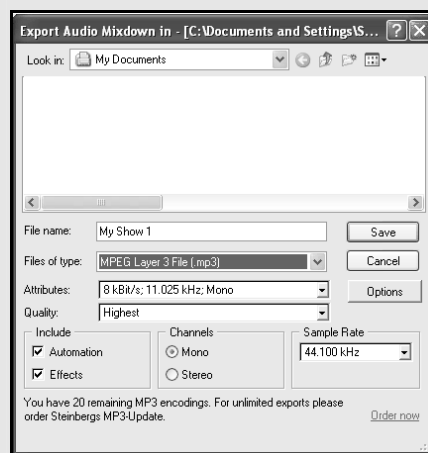 Export Audio Mixdown in - [C:\Documents and Settings\S...
Look in: My Documents
File name: My Show 1 Save
Files of type: MPEG Layer 3 File (.mp3) Cancel
Attributes: 8 kBit/s; 11.025 kHz; Mono Options
Quality: Highest
Include Channels Sample Rate
Automation Mono 44.100 kHz
Effects Stereo
You have 20 remaining MP3 encodings. For unlimited exports please
order Steinbergs MP3-Update. Order now